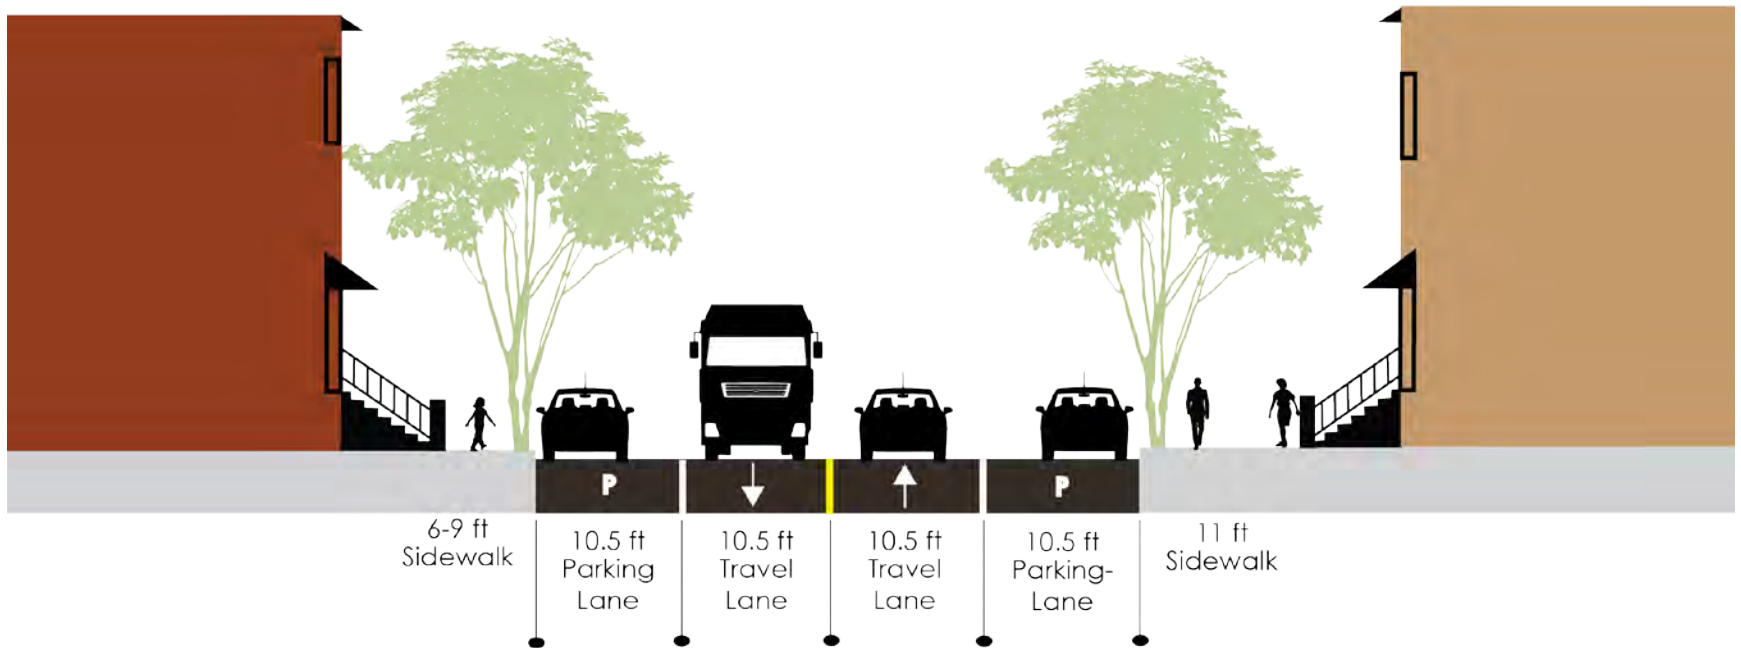 P
P
6-9 ft
Sidewalk
10.5 ft
Parking
Lane
10.5 ft
Travel
Lane
10.5 ft
Travel
Lane
10.5 ft
Parking-
Lane
11 ft
Sidewalk